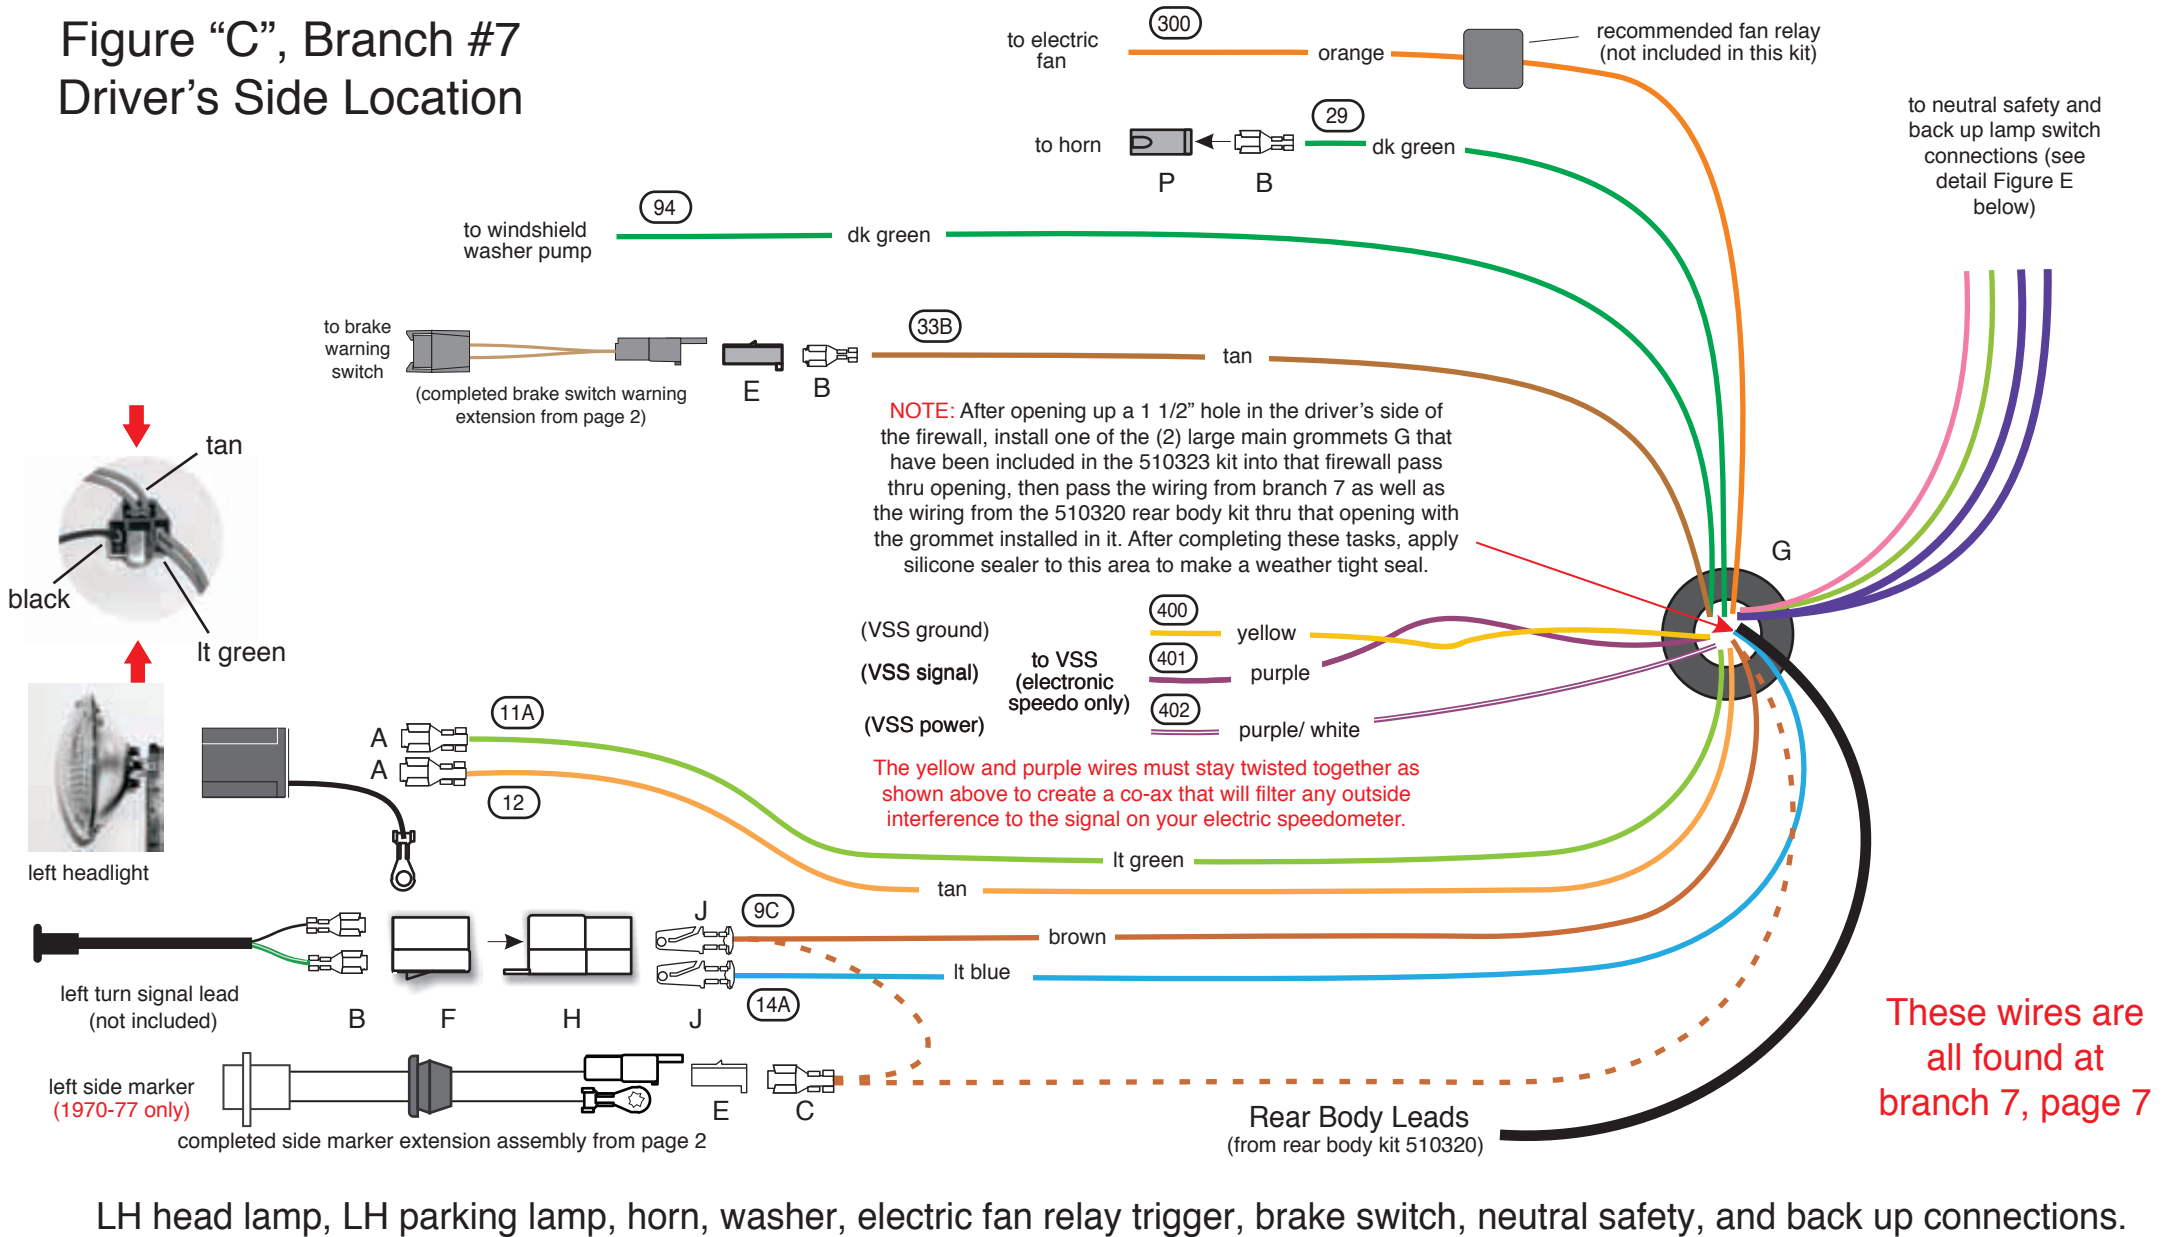 Figure “C”, Branch #7
Driver’s Side Location
300
to electric
fan
orange
recommended fan relay
(not included in this kit)
29
to horn
dk green
P
B
to neutral safety and
back up lamp switch
connections (see
detail Figure E
below)
94
to windshield
washer pump
dk green
33B
to brake
warning
switch
tan
E
B
(completed brake switch warning
extension from page 2)
NOTE: After opening up a 1 1/2” hole in the driver’s side of
the firewall, install one of the (2) large main grommets G that
have been included in the 510323 kit into that firewall pass
thru opening, then pass the wiring from branch 7 as well as
the wiring from the 510320 rear body kit thru that opening with
the grommet installed in it. After completing these tasks, apply
silicone sealer to this area to make a weather tight seal.
tan
black
lt green
G
(VSS ground)
400
yellow
(VSS signal)
to VSS
(electronic
speedo only)
401
purple
(VSS power)
402
purple/ white
The yellow and purple wires must stay twisted together as
shown above to create a co-ax that will filter any outside
interference to the signal on your electric speedometer.
11A
A
A
12
left headlight
lt green
tan
J
9C
brown
lt blue
14A
left turn signal lead
(not included)
B
F
H
J
left side marker
(1970-77 only)
E
C
completed side marker extension assembly from page 2
Rear Body Leads
(from rear body kit 510320)
These wires are
all found at
branch 7, page 7
LH head lamp, LH parking lamp, horn, washer, electric fan relay trigger, brake switch, neutral safety, and back up connections.